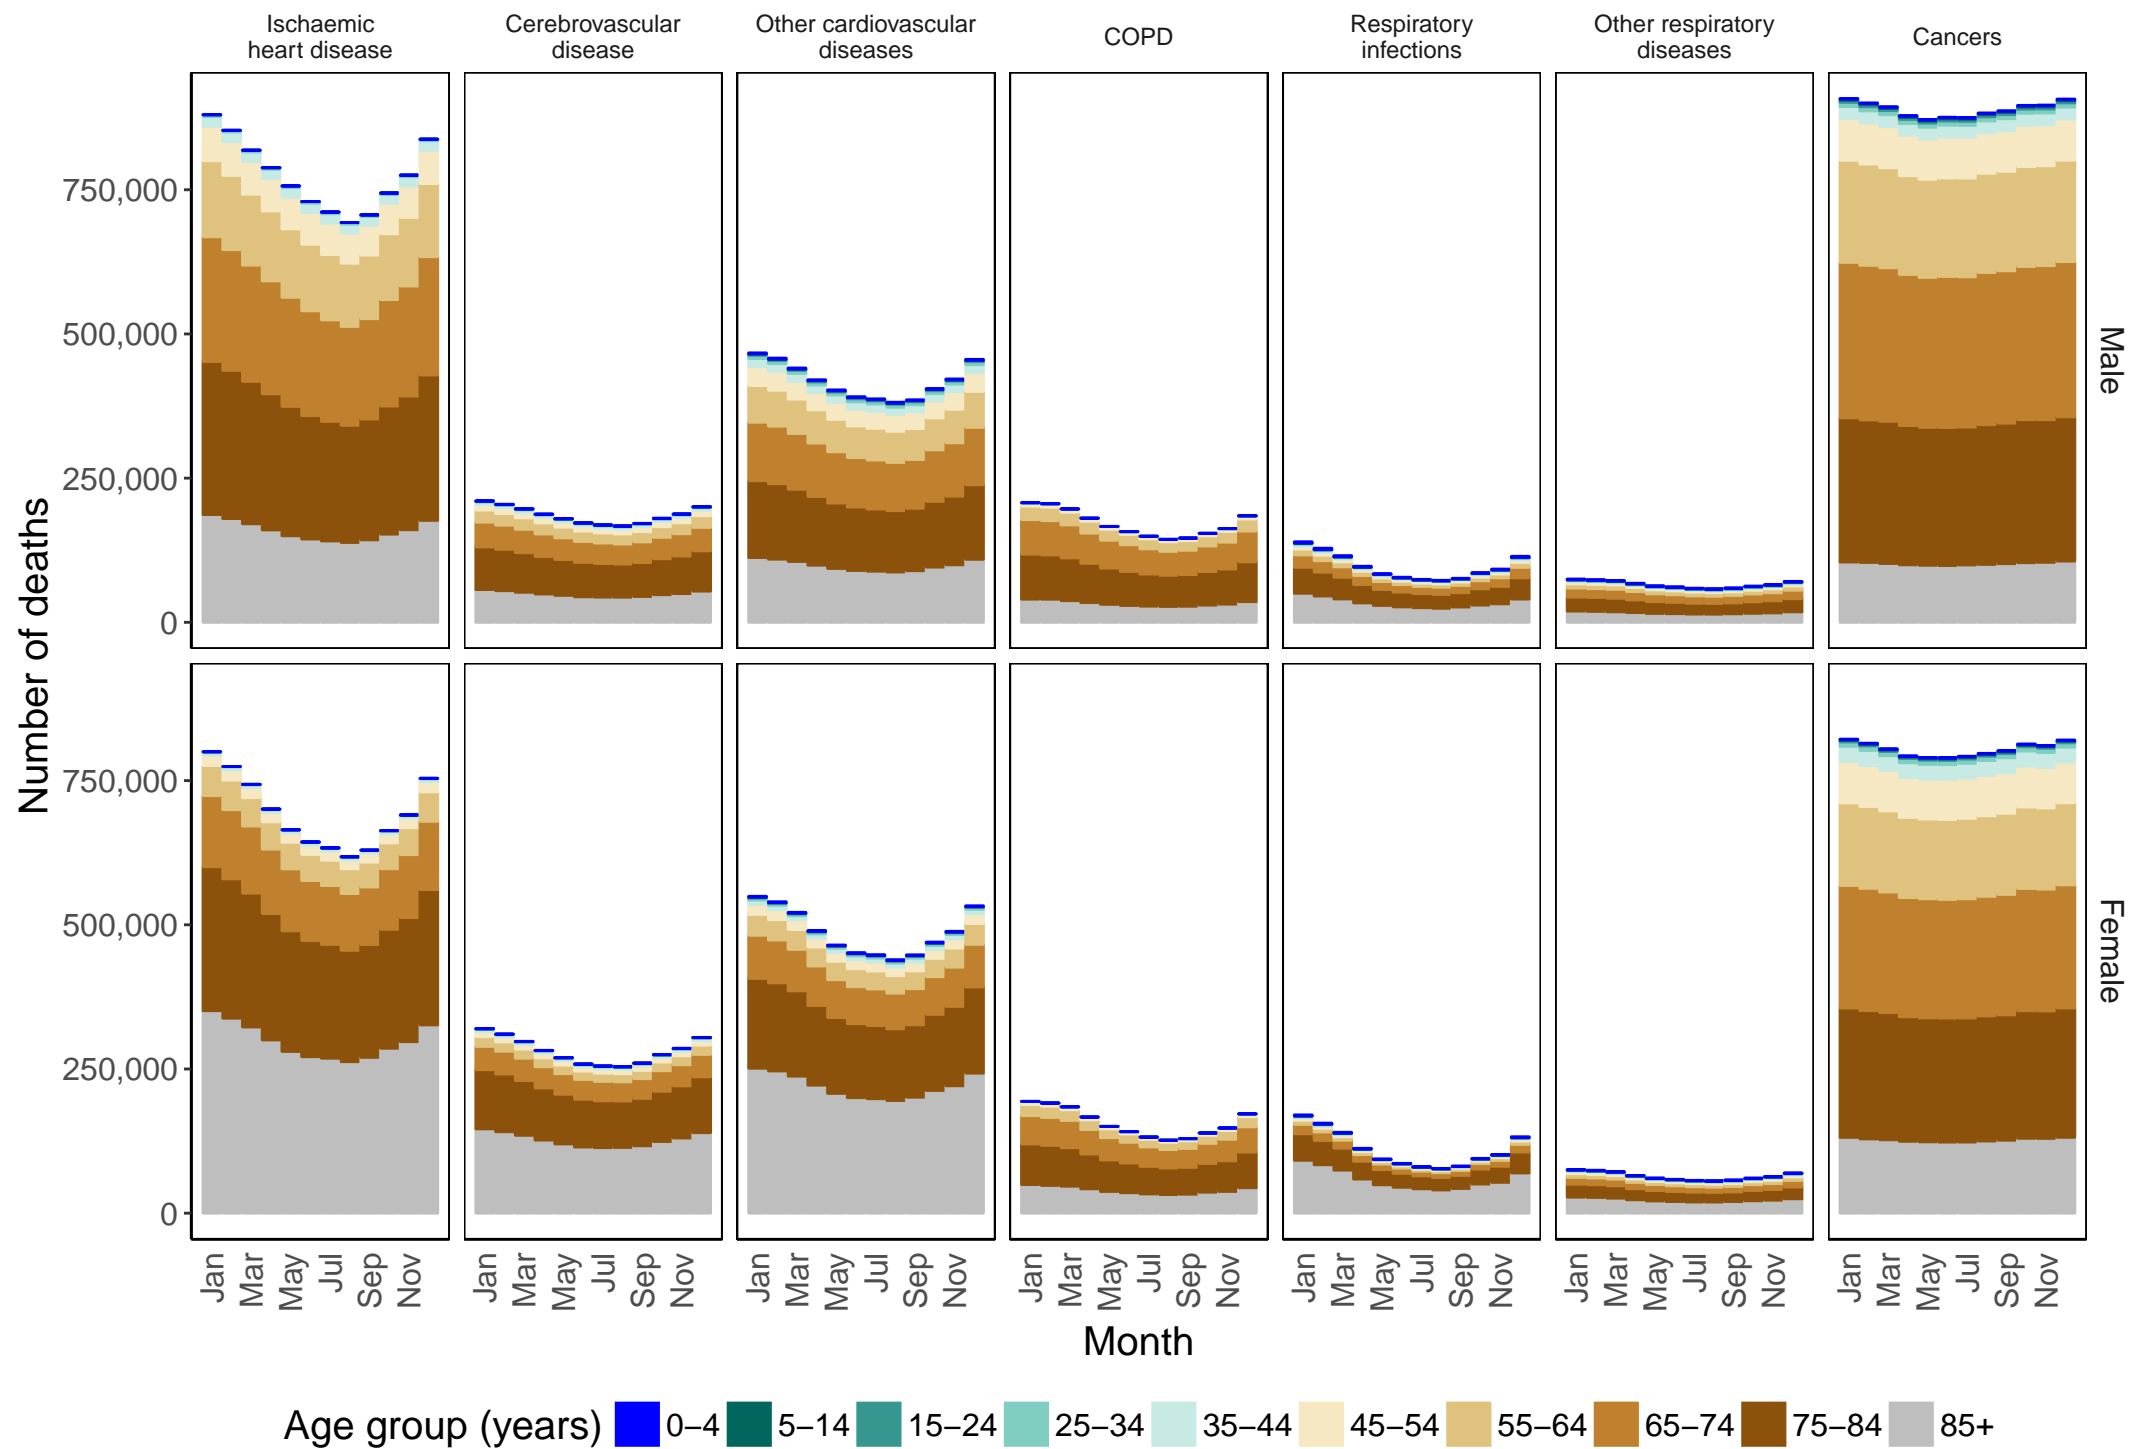 Ischaemic
heart disease
Cerebrovascular
disease
Other cardiovascular
diseases
COPD
Respiratory
infections
Other respiratory
diseases
Cancers
Number of deaths
750,000
500,000
250,000
0
Male
750,000
500,000
250,000
0
Female
Jan Mar May Jul Sep Nov
Jan Mar May Jul Sep Nov
Jan Mar May Jul Sep Nov
Jan Mar May Jul Sep Nov
Jan Mar May Jul Sep Nov
Jan Mar May Jul Sep Nov
Jan Mar May Jul Sep Nov
Month
Age group (years) 0–4 5–14 15–24 25–34 35–44 45–54 55–64 65–74 75–84 85+